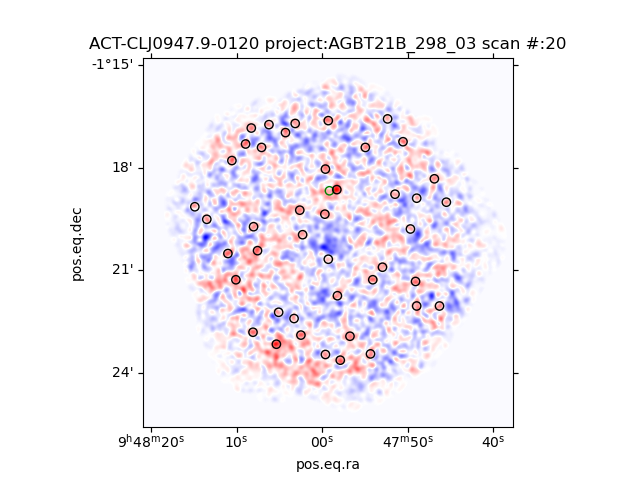 ACT-CLJ0947.9-0120 project:AGBT21B_298_03 scan #:20
-1°15'
18'
21'
24'
pos.eq.dec
9ʰ48ᵐ20ˢ 10ˢ 00ˢ 47ᵐ50ˢ 40ˢ
pos.eq.ra